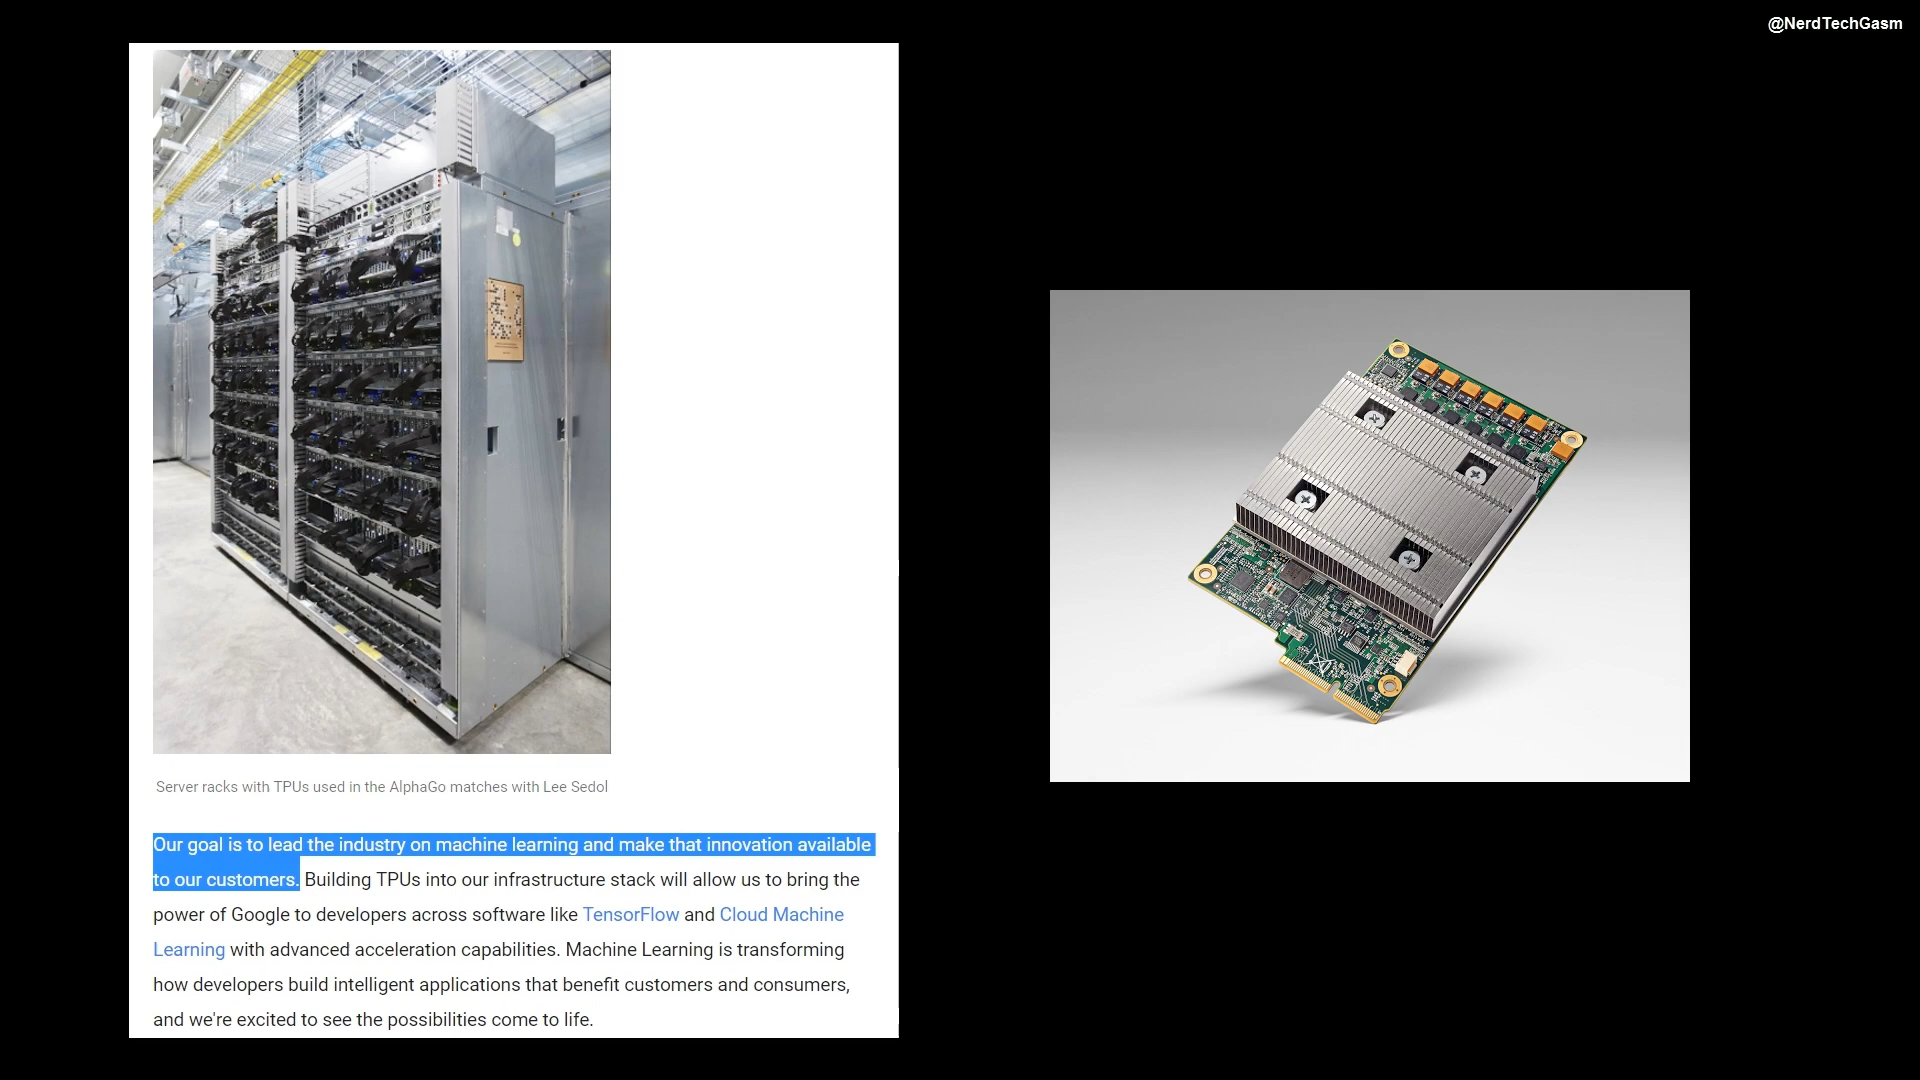 @NerdTechGasm
Server racks with TPUs used in the AlphaGo matches with Lee Sedol
Our goal is to lead the industry on machine learning and make that innovation available
to our customers. Building TPUs into our infrastructure stack will allow us to bring the
power of Google to developers across software like TensorFlow and Cloud Machine
Learning with advanced acceleration capabilities. Machine Learning is transforming
how developers build intelligent applications that benefit customers and consumers,
and we're excited to see the possibilities come to life.